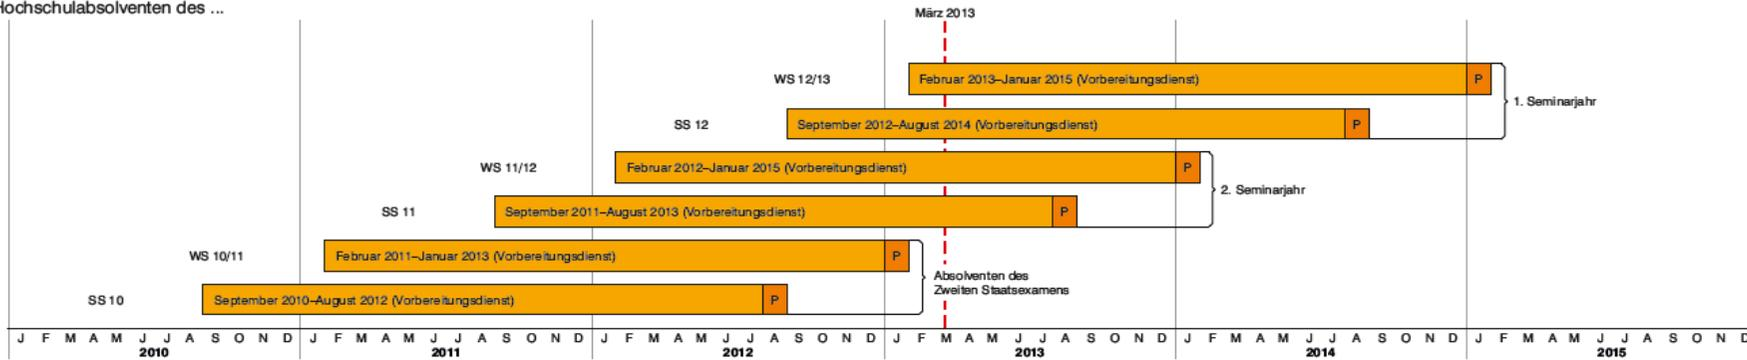 Hochschulabsolventen des ...
März 2013
WS 12/13 Februar 2013–Januar 2015 (Vorbereitungsdienst) P
1. Seminarjahr
SS 12 September 2012–August 2014 (Vorbereitungsdienst) P
WS 11/12 Februar 2012–Januar 2015 (Vorbereitungsdienst) P
2. Seminarjahr
SS 11 September 2011–August 2013 (Vorbereitungsdienst) P
WS 10/11 Februar 2011–Januar 2013 (Vorbereitungsdienst) P
Absolventen des
Zweiten Staatsexamens
SS 10 September 2010–August 2012 (Vorbereitungsdienst) P
J F M A M J J A S O N D J F M A M J J A S O N D J F M A M J J A S O N D J F M A M J J A S O N D J F M A M J J A S O N D J F M A M J J A S O N D
2010 2011 2012 2013 2014 2015